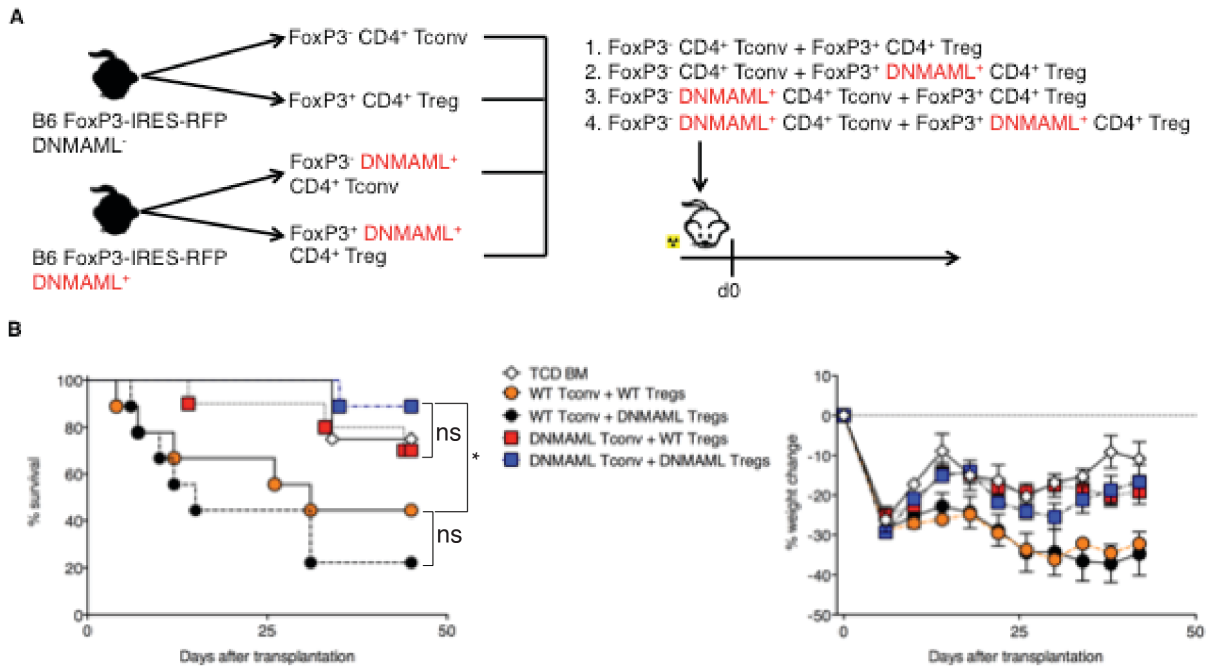 A
FoxP3⁻ CD4⁺ Tconv
FoxP3⁺ CD4⁺ Treg
B6 FoxP3-IRES-RFP
DNMAML⁻
FoxP3⁻ DNMAML⁺
CD4⁺ Tconv
FoxP3⁺ DNMAML⁺
CD4⁺ Treg
B6 FoxP3-IRES-RFP
DNMAML⁺
1. FoxP3⁻ CD4⁺ Tconv + FoxP3⁺ CD4⁺ Treg
2. FoxP3⁻ CD4⁺ Tconv + FoxP3⁺ DNMAML⁺ CD4⁺ Treg
3. FoxP3⁻ DNMAML⁺ CD4⁺ Tconv + FoxP3⁺ CD4⁺ Treg
4. FoxP3⁻ DNMAML⁺ CD4⁺ Tconv + FoxP3⁺ DNMAML⁺ CD4⁺ Treg
d0
B
% survival
100
80
60
40
20
0
0
25
50
Days after transplantation
ns
*
ns
TCD BM
WT Tconv + WT Tregs
WT Tconv + DNMAML Tregs
DNMAML Tconv + WT Tregs
DNMAML Tconv + DNMAML Tregs
% weight change
10
0
-10
-20
-30
-40
-50
0
25
50
Days after transplantation